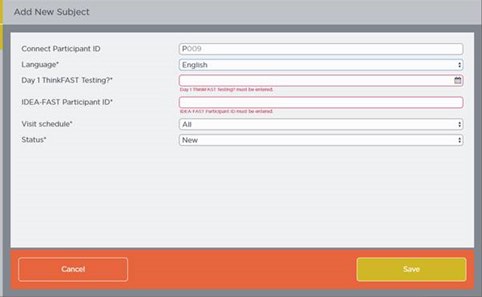 Add New Subject
Connect Participant ID P009
Language* English
Day 1 ThinkFAST Testing?*
Day 1 ThinkFAST Testing? must be entered.
IDEA-FAST Participant ID*
IDEA-FAST Participant ID must be entered.
Visit schedule* All
Status* New
Cancel Save